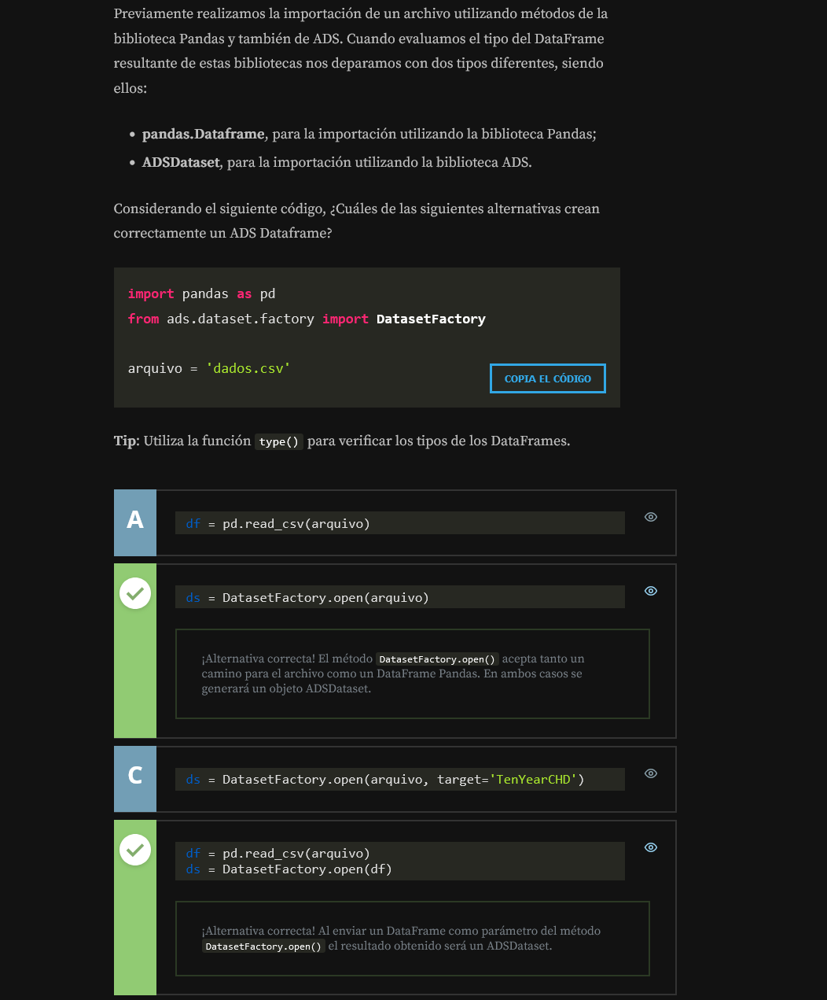 Previamente realizamos la importación de un archivo utilizando métodos de la
biblioteca Pandas y también de ADS. Cuando evaluamos el tipo del DataFrame
resultante de estas bibliotecas nos deparamos con dos tipos diferentes, siendo
ellos:
• pandas.Dataframe, para la importación utilizando la biblioteca Pandas;
• ADSDataset, para la importación utilizando la biblioteca ADS.
Considerando el siguiente código, ¿Cuáles de las siguientes alternativas crean
correctamente un ADS Dataframe?
import pandas as pd
from ads.dataset.factory import DatasetFactory
arquivo = 'dados.csv'
COPIA EL CÓDIGO
Tip: Utiliza la función type() para verificar los tipos de los DataFrames.
A
df = pd.read_csv(arquivo)
ds = DatasetFactory.open(arquivo)
¡Alternativa correcta! El método DatasetFactory.open() acepta tanto un
camino para el archivo como un DataFrame Pandas. En ambos casos se
generará un objeto ADSDataset.
C
ds = DatasetFactory.open(arquivo, target='TenYearCHD')
df = pd.read_csv(arquivo)
ds = DatasetFactory.open(df)
¡Alternativa correcta! Al enviar un DataFrame como parámetro del método
DatasetFactory.open() el resultado obtenido será un ADSDataset.